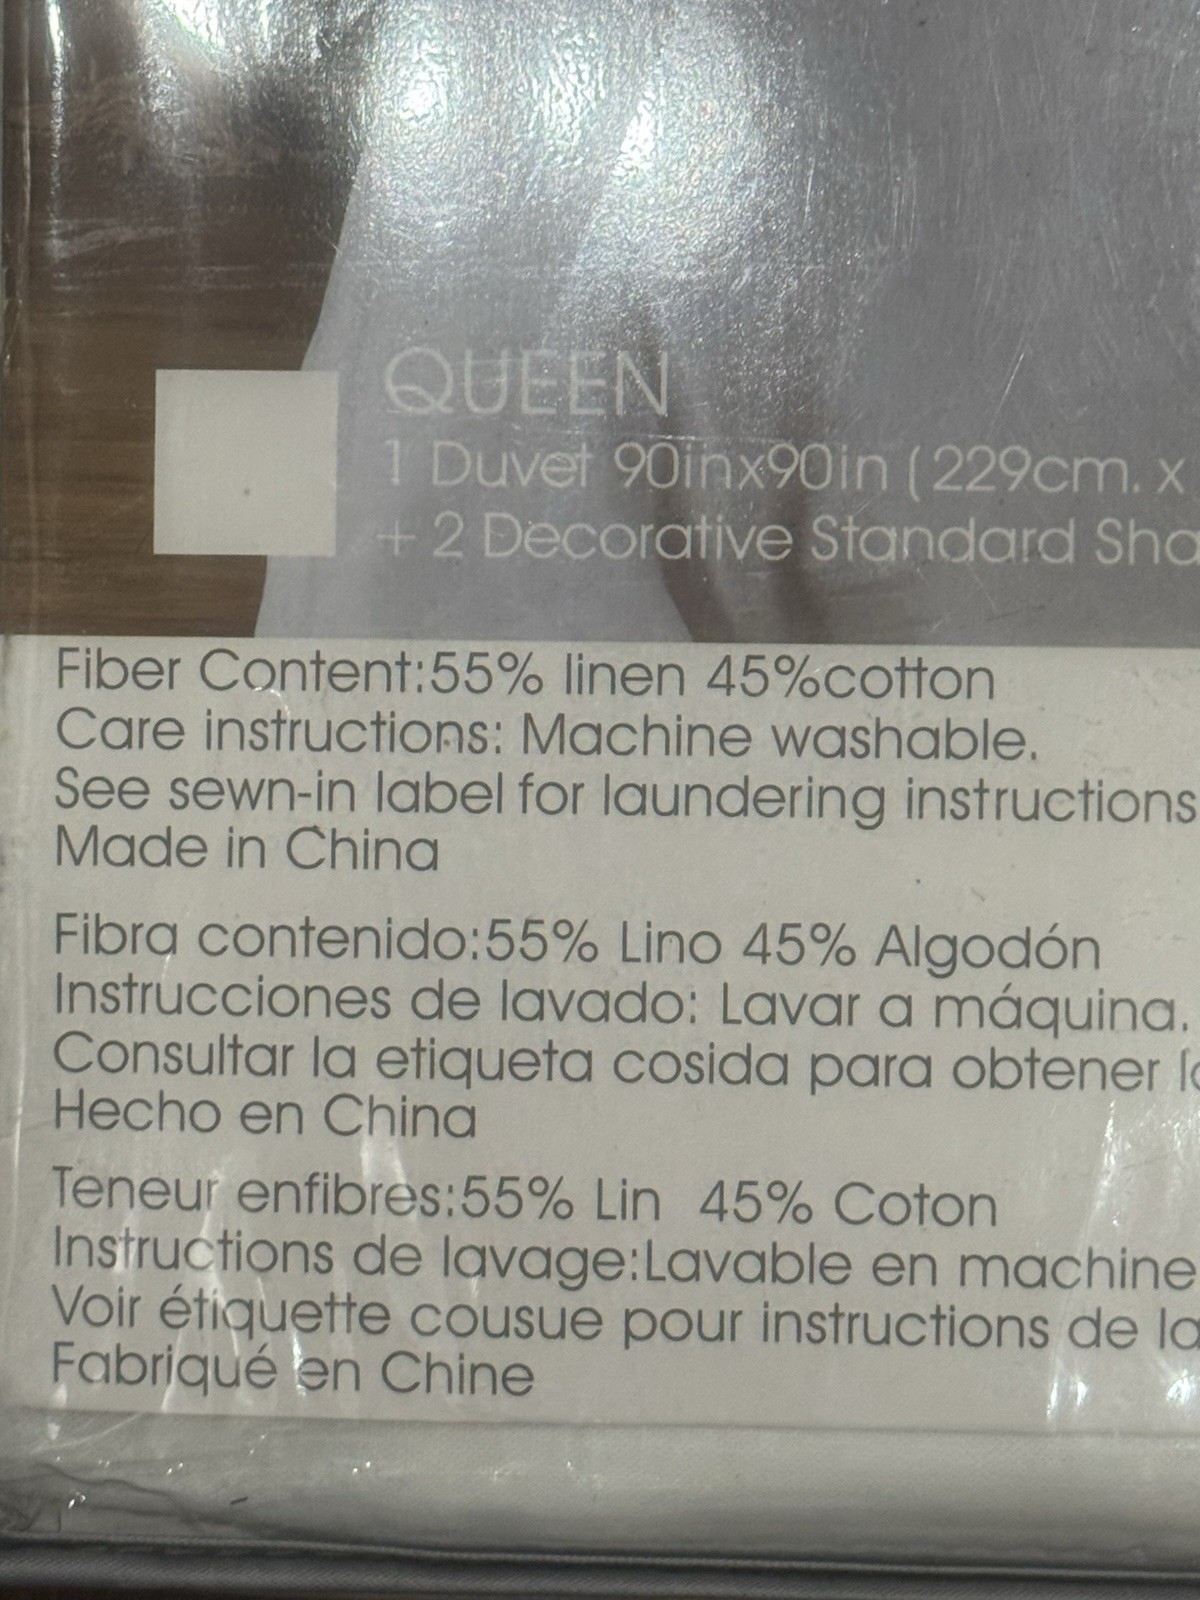 QUEEN
1 Duvet 90inx90in (229cm. x
+ 2 Decorative Standard Sha
Fiber Content:55% linen 45%cotton
Care instructions: Machine washable.
See sewn-in label for laundering instructions
Made in China
Fibra contenido:55% Lino 45% Algodón
Instrucciones de lavado: Lavar a máquina.
Consultar la etiqueta cosida para obtener
Hecho en China
Teneur enfibres:55% Lin 45% Coton
Instructions de lavage:Lavable en machine
Voir étiquette cousue pour instructions de la
Fabriqué en Chine